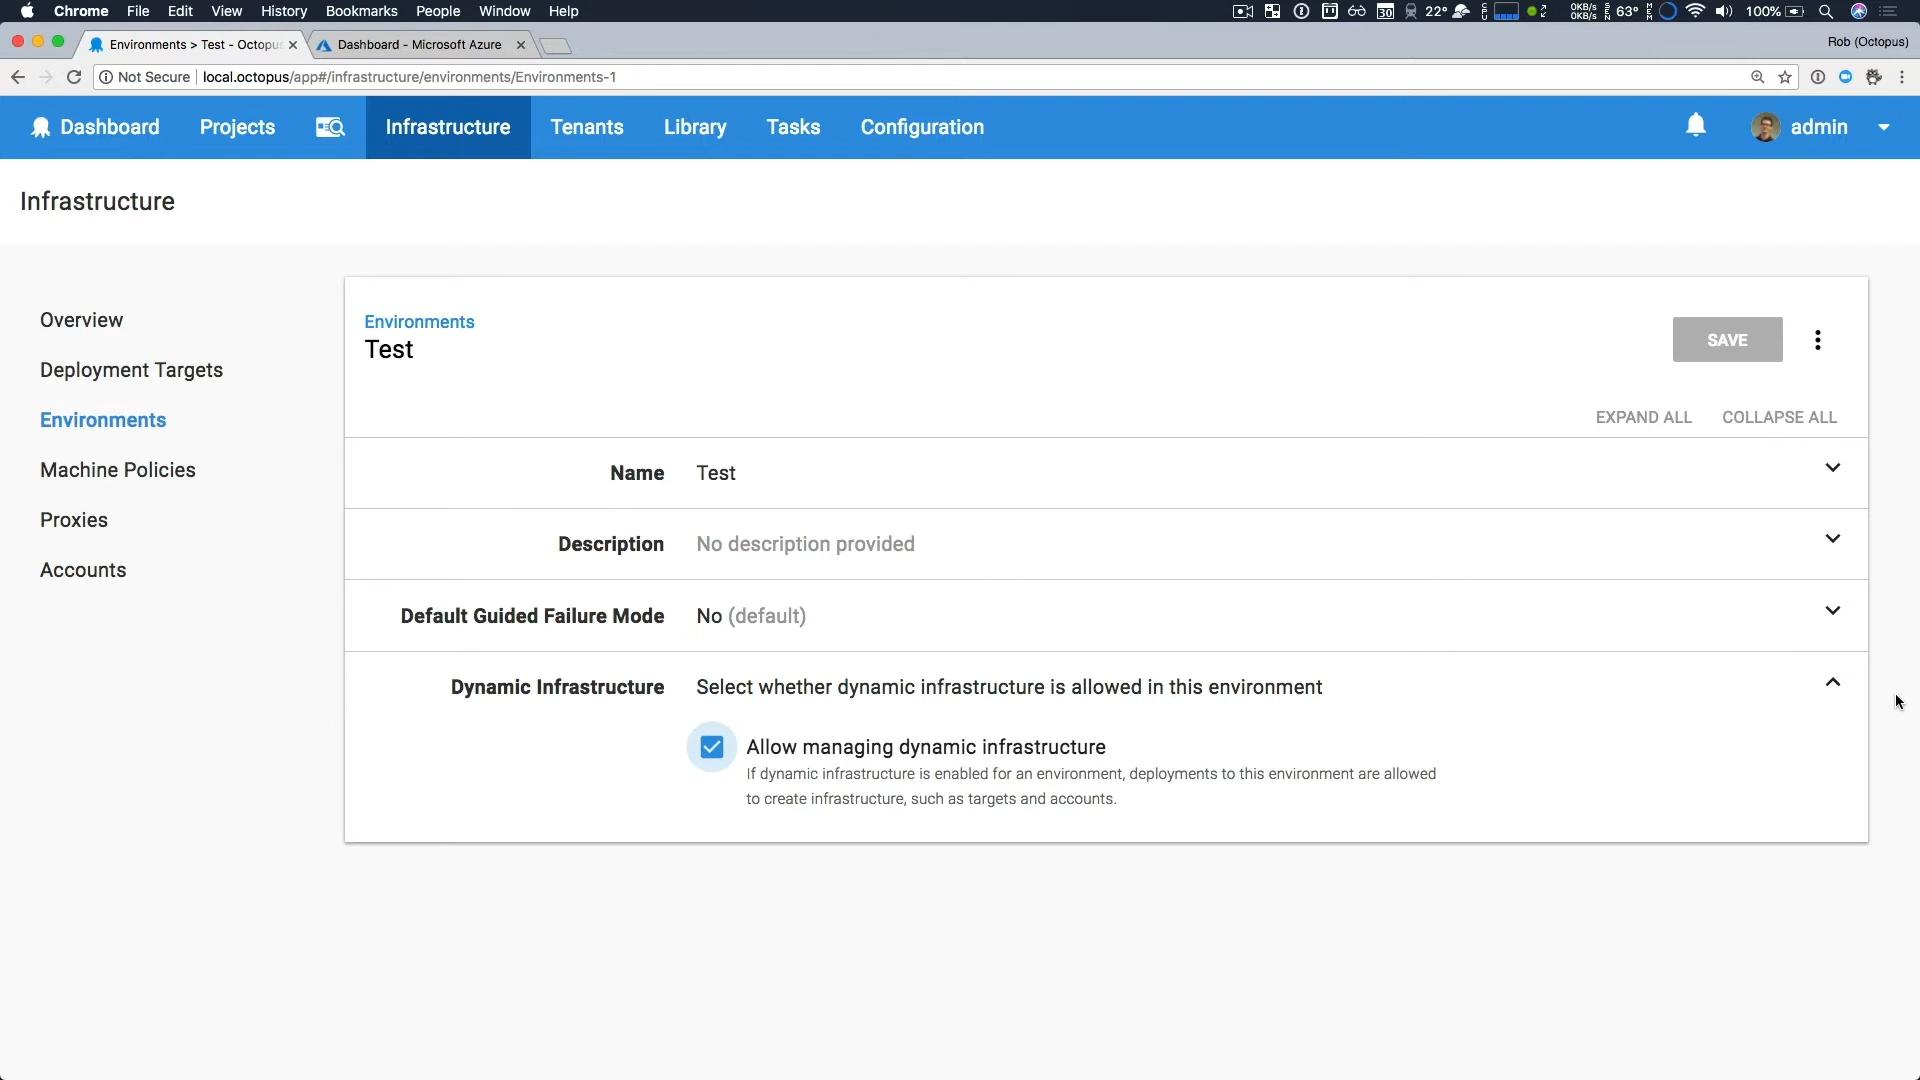 Chrome File Edit View History Bookmarks People Window Help 30 22° 0KB/s 0KB/s 63° 100%
Environments > Test - Octopu Dashboard - Microsoft Azure Rob (Octopus)
Not Secure local.octopus/app#/infrastructure/environments/Environments-1
Dashboard Projects Infrastructure Tenants Library Tasks Configuration admin
Infrastructure
Overview
Deployment Targets
Environments
Machine Policies
Proxies
Accounts
Environments
Test
SAVE
EXPAND ALL COLLAPSE ALL
Name Test
Description No description provided
Default Guided Failure Mode No (default)
Dynamic Infrastructure Select whether dynamic infrastructure is allowed in this environment
Allow managing dynamic infrastructure
If dynamic infrastructure is enabled for an environment, deployments to this environment are allowed
to create infrastructure, such as targets and accounts.